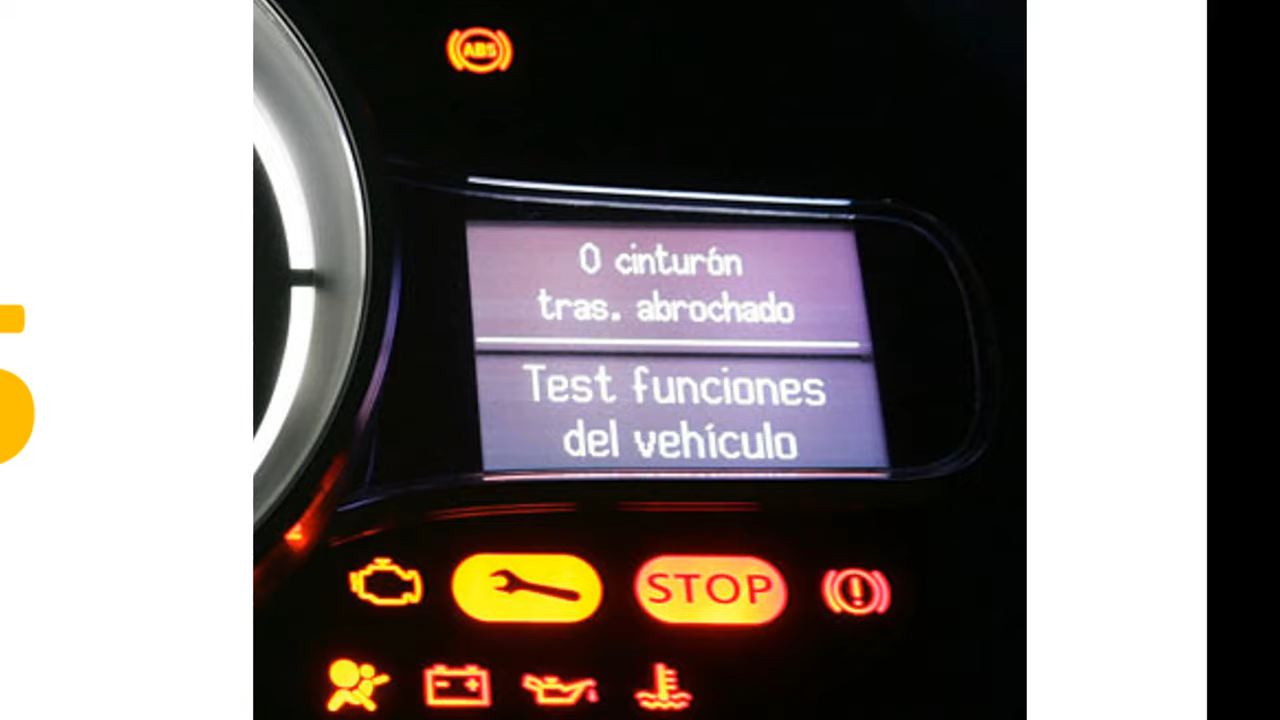 ABS
0 cinturón
tras. abrochado
Test funciones
del vehículo
STOP